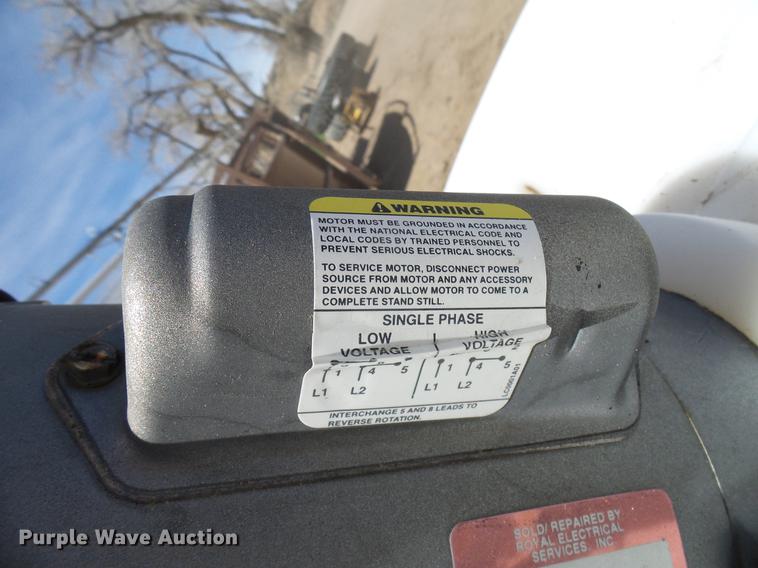 WARNING
MOTOR MUST BE GROUNDED IN ACCORDANCE
WITH THE NATIONAL ELECTRICAL CODE AND
LOCAL CODES BY TRAINED PERSONNEL TO
PREVENT SERIOUS ELECTRICAL SHOCKS.
TO SERVICE MOTOR, DISCONNECT POWER
SOURCE FROM MOTOR AND ANY ACCESSORY
DEVICES AND ALLOW MOTOR TO COME TO A
COMPLETE STAND STILL.
SINGLE PHASE
LOW HIGH
VOLTAGE VOLTAGE
1 4 5 1 4 5
L1 L2 L1 L2
LC0001A01
INTERCHANGE 5 AND 8 LEADS TO
REVERSE ROTATION.
SOLD/REPAIRED BY
ROYAL ELECTRICAL
SERVICES, INC
Purple Wave Auction